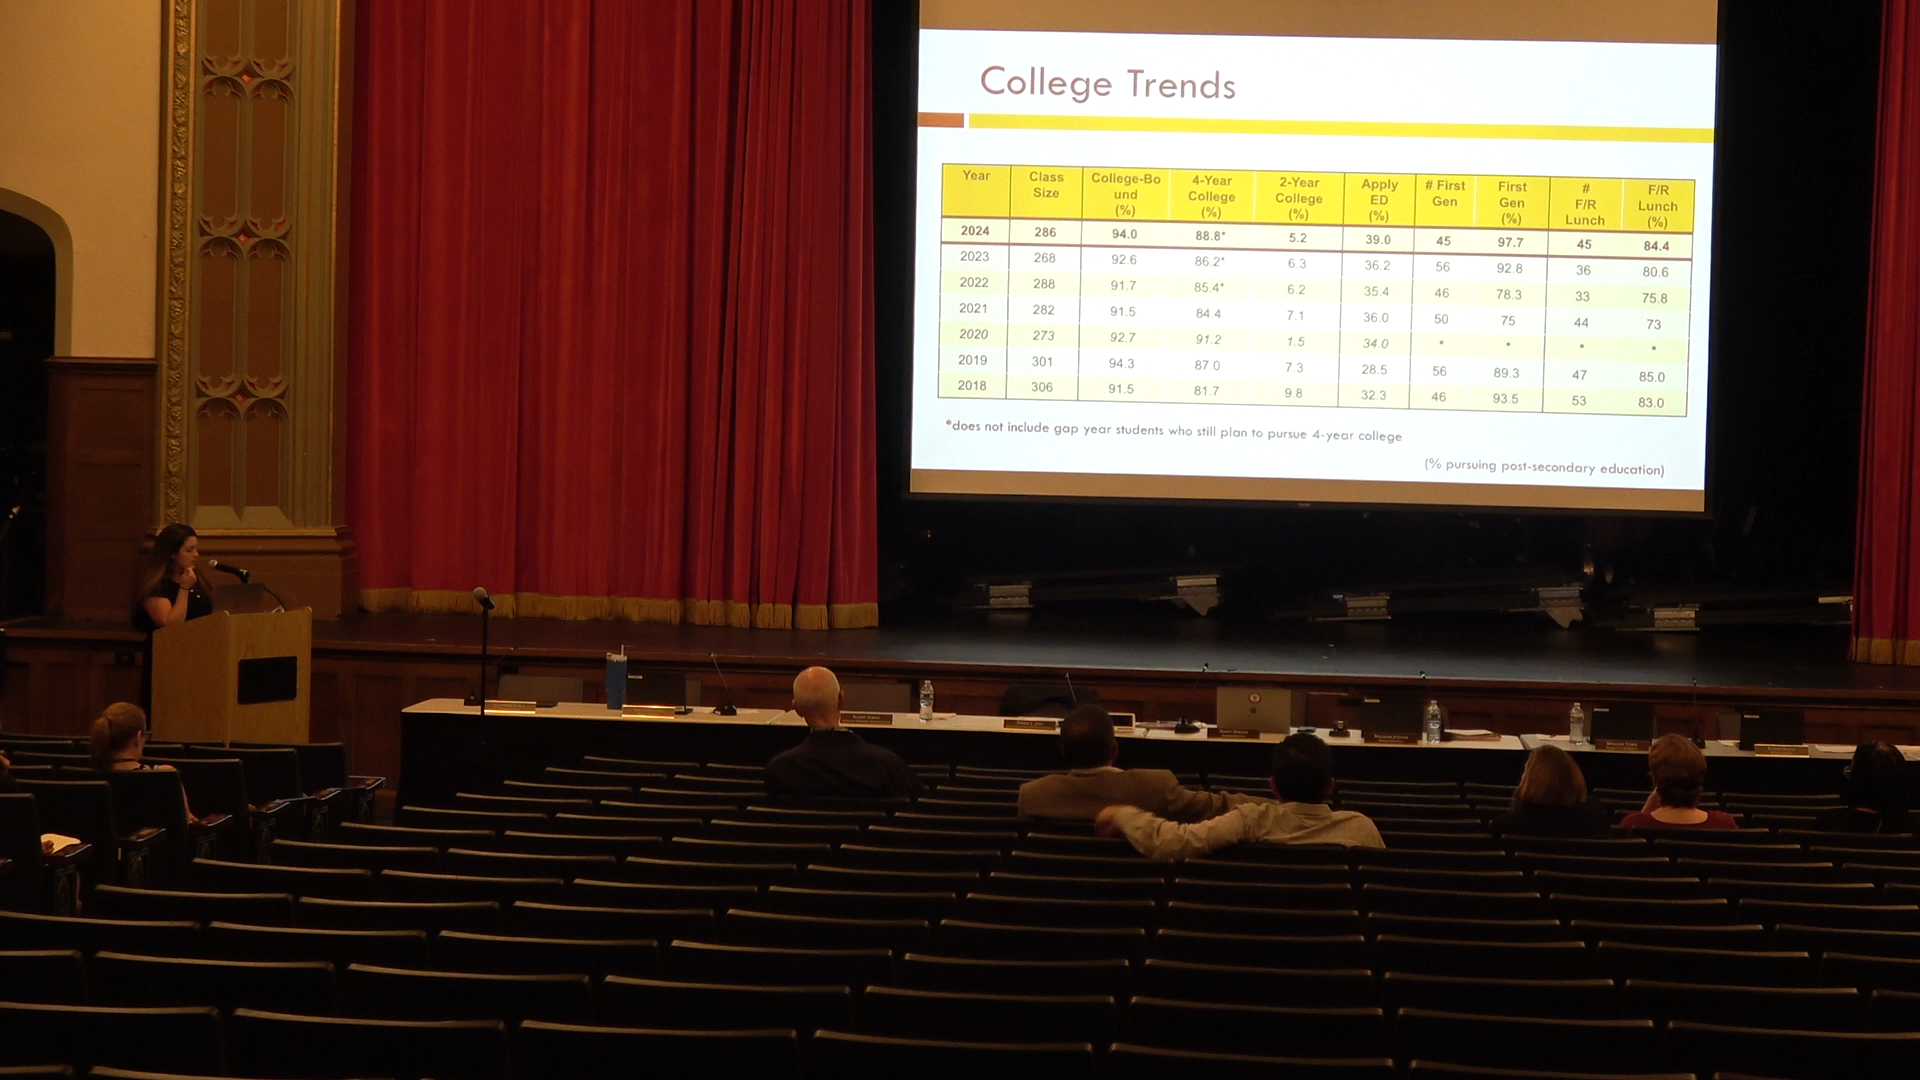 College Trends
Year Class Size College-Bo und (%) 4-Year College (%) 2-Year College (%) Apply ED (%) # First Gen First Gen (%) # F/R Lunch F/R Lunch (%)
2024 286 94.0 88.8* 5.2 39.0 45 97.7 45 84.4
2023 268 92.6 86.2* 6.3 36.2 56 92.8 36 80.6
2022 288 91.7 85.4* 6.2 35.4 46 78.3 33 75.8
2021 282 91.5 84.4 7.1 36.0 50 75 44 73
2020 273 92.7 91.2 1.5 34.0 * * * *
2019 301 94.3 87.0 7.3 28.5 56 89.3 47 85.0
2018 306 91.5 81.7 9.8 32.3 46 93.5 53 83.0
*does not include gap year students who still plan to pursue 4-year college
(% pursuing post-secondary education)